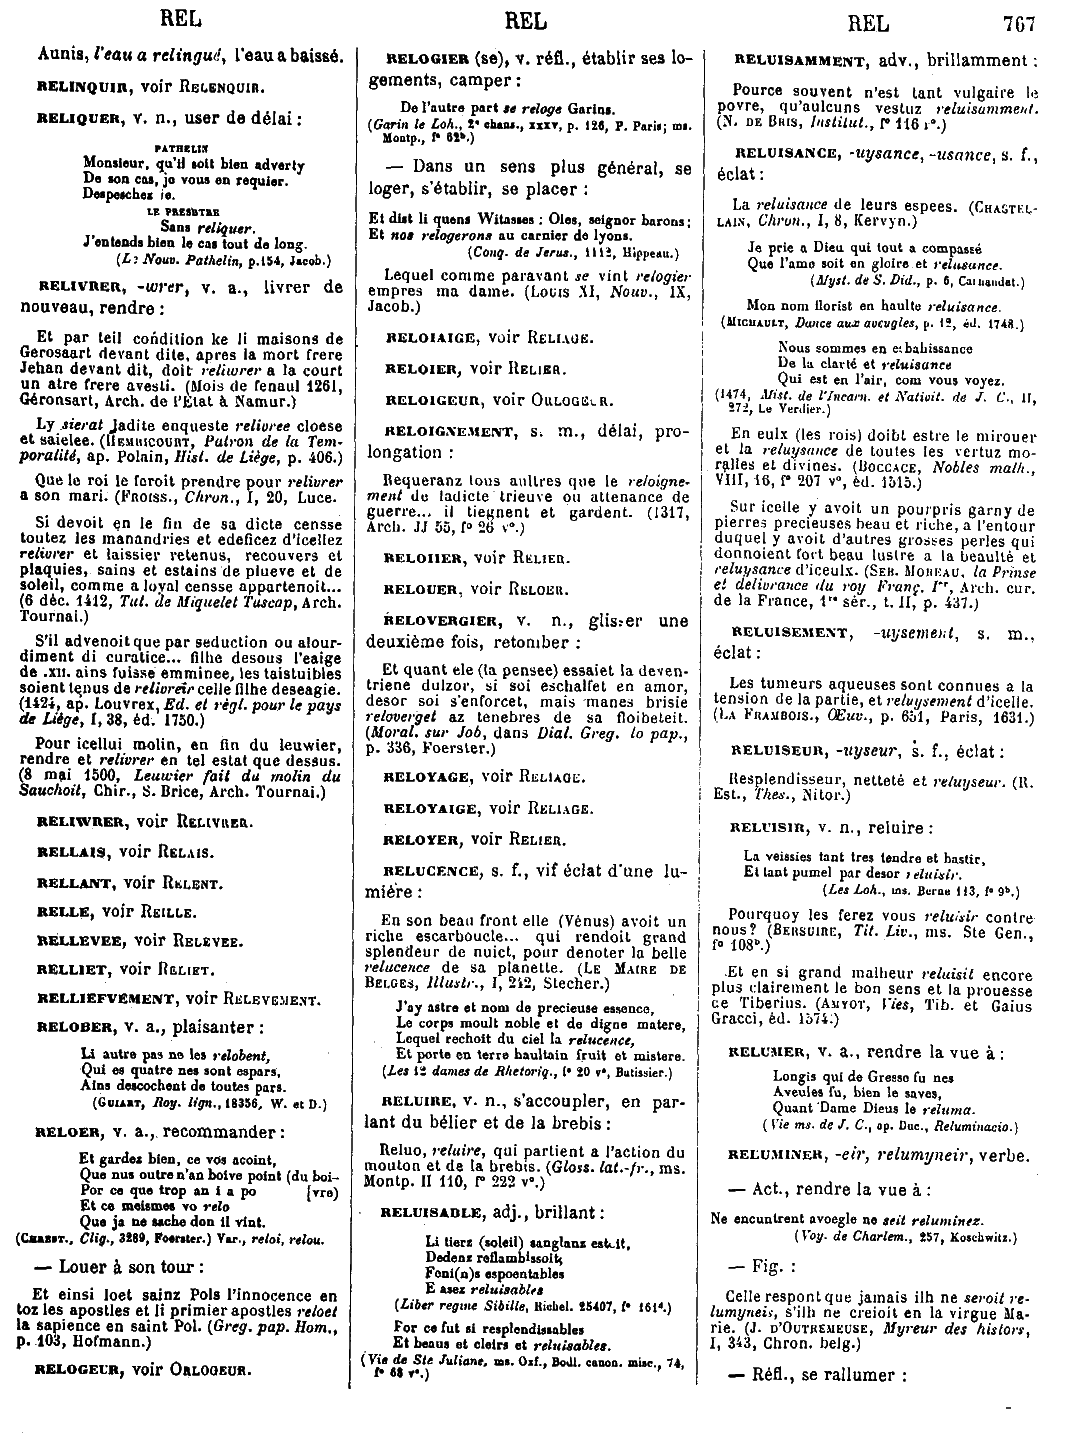 REL
REL
REL 767
Aunis, l'eau a relingué, l'eau a baissé.
RELINQUIR, voir RELENQUIR.
RELIQUER, v. n., user de délai :
PATHELIN
Monsieur, qu'il soit bien adverty
De son cas, je vous en requier.
Despeschez ie.
LE PRESBTRE
Sans reliquer.
J'entends bien le cas tout de long.
(Le Nouv. Pathelin, p.154, Jacob.)
RELIVRER, -wrer, v. a., livrer de
nouveau, rendre :
Et par teil condition ke li maisons de
Gerosaart devant dite, apres la mort frere
Jehan devant dit, doit reliwrer a la court
un atre frere avesti. (Mois de fenaul 1261,
Géronsart, Arch. de l'État à Namur.)
Ly sierat jadite enqueste relivree cloese
et saielee. (HEMRICOURT, Patron de la Tem-
poralité, ap. Polain, Hist. de Liège, p. 406.)
Que le roi le feroit prendre pour relivrer
a son mari. (FROISS., Chron., I, 20, Luce.
Si devoit en le fin de sa dicte censse
toutez les manandries et edeficez d'icellez
relivrer et laissier retenus, recouvers et
plaquies, sains et estains de plueve et de
soleil, comme a loyal censse appartenoit...
(6 déc. 1412, Tut. de Miquelet Tuscap, Arch.
Tournai.)
S'il advenoit que par seduction ou alour-
diment di curatice... filhe desous l'eaige
de .XII. ains fuisse emminee, les taistuibles
soient tenus de relivreir celle filhe deseagie.
(1424, ap. Louvrex, Ed. et règl. pour le pays
de Liége, I, 38, éd. 1750.)
Pour icellui molin, en fin du leuwier,
rendre et relivrer en tel estat que dessus.
(8 mai 1500, Leuwier fait du molin du
Sauchoit, Chir., S. Brice, Arch. Tournai.)
RELIWRER, voir RELIVRER.
RELLAIS, voir RELAIS.
RELLANT, voir RELENT.
RELLE, voir REILLE.
RELLEVEE, voir RELEVEE.
RELLIET, voir RELIET.
RELLIEFVEMENT, voir RELEVEMENT.
RELOBER, v. a., plaisanter :
Li autre pas ne les relobent,
Qui es quatre nes sont espars,
Ains descochent de toutes pars.
(GUIART, Roy. lign., 18356, W. et D.)
RELOER, v. a., recommander :
Et gardez bien, ce vos acoint,
Que nus outre n'an boive point (du boi-
Por ce que trop an i a po [vre)
Et ce meismes vo relo
Que ja ne sache don il vint.
(CHREST., Clig., 3289, Foerster.) Var., reloi, relou.
— Louer à son tour :
Et einsi loet sainz Pols l'innocence en
toz les apostles et li primier apostles reloet
la sapience en saint Pol. (Greg. pap. Hom.,
p. 103, Hofmann.)
RELOGEUR, voir ORLOGEUR.
RELOGIER (se), v. réfl., établir ses lo-
gements, camper :
De l'autre part se reloge Garins.
(Garin le Loh., 2e chans., XXXV, p. 126, P. Paris; ms.
Montp., f° 62b.)
— Dans un sens plus général, se
loger, s'établir, se placer :
Et dist li quens Witasses : Oies, seignor barons;
Et nos relogerons au carnier de lyons.
(Conq. de Jerus., 1112, Hippeau.)
Lequel comme paravant se vint relogier
empres ma dame. (LOUIS XI, Nouv., IX,
Jacob.)
RELOIAIGE, voir RELIAGE.
RELOIER, voir RELIER.
RELOIGEUR, voir ORLOGEUR.
RELOIGNEMENT, s. m., délai, pro-
longation :
Requeranz tous aultres que le reloigne-
ment de ladicte trieuve ou attenance de
guerre... il tiegnent et gardent. (1317,
Arch. JJ 55, f° 26 v°.)
RELOIIER, voir RELIER.
RELOUER, voir RELOER.
RELOVERGIER, v. n., glisser une
deuxième fois, retomber :
Et quant ele (la pensee) essaiet la deven-
triene dulzor, si soi eschalfet en amor,
desor soi s'enforcet, mais manes brisie
reloverget az tenebres de sa floibeteit.
(Moral. sur Job, dans Dial. Greg. lo pap.,
p. 336, Foerster.)
RELOYAGE, voir RELIAGE.
RELOYAIGE, voir RELIAGE.
RELOYER, voir RELIER.
RELUCENCE, s. f., vif éclat d'une lu-
mière :
En son beau front elle (Vénus) avoit un
riche escarboucle... qui rendoit grand
splendeur de nuict, pour denoter la belle
relucence de sa planette. (LE MAIRE DE
BELGES, Illustr., I, 242, Stecher.)
J'ay astre et nom de precieuse essence,
Le corps moult noble et de digne matere,
Lequel rechoit du ciel la relucence,
Et porte en terre haultain fruit et mistere.
(Les 12 dames de Rhetoriq., f° 20 v°, Batissier.)
RELUIRE, v. n., s'accoupler, en par-
lant du bélier et de la brebis :
Reluo, reluire, qui partient a l'action du
mouton et de la brebis. (Gloss. lat.-fr., ms.
Montp. II 110, f° 222 v°.)
RELUISABLE, adj., brillant :
Li tierz (soleil) sanglanz estoit,
Dedenz reflambissoit,
Foni(n)s espoentables
E asez reluisables
(Liber regine Sibille, Richel. 25407, f° 161d.)
For ce fut si resplendissables
Et beaus et cleirs et reluisables.
(Vie de Ste Juliane, ms. Oxf., Bodl. canon. misc., 74,
f° 68 v°.)
RELUISAMMENT, adv., brillamment :
Pource souvent n'est tant vulgaire le
povre, qu'aulcuns vestuz reluisamment.
(N. DE BRIS, Institut., f° 116 r°.)
RELUISANCE, -uysance, -usance, s. f.,
éclat :
La reluisance de leurs espees. (CHASTEL-
LAIN, Chron., I, 8, Kervyn.)
Je prie a Dieu qui tout a compassé
Que l'ame soit en gloire et relusance.
(Myst. de S. Did., p. 6, Carnandet.)
Mon nom florist en haulte reluisance.
(MICHAULT, Dance aux aveugles, p. 12, éd. 1748.)
Nous sommes en esbahissance
De la clarté et reluisance
Qui est en l'air, com vous voyez.
(1474, Mist. de l'Incarn. et Nativit. de J. C., II,
272, Le Verdier.)
En eulx (les rois) doibt estre le mirouer
et la reluysance de toutes les vertuz mo-
ralles et divines. (BOCCACE, Nobles malh.,
VIII, 16, f° 207 v°, éd. 1515.)
Sur icelle y avoit un pourpris garny de
pierres precieuses beau et riche, a l'entour
duquel y avoit d'autres grosses perles qui
donnoient fort beau lustre a la beaulté et
reluysance d'iceulx. (SEB. MOREAU, la Prinse
et delivrance du roy Franç. Ier, Arch. cur.
de la France, 1re sér., t. II, p. 437.)
RELUISEMENT, -uysement, s. m.,
éclat :
Les tumeurs aqueuses sont connues a la
tension de la partie, et reluysement d'icelle.
(LA FRAMBOIS., Œuv., p. 651, Paris, 1631.)
RELUISEUR, -uyseur, s. f., éclat :
Resplendisseur, netteté et reluyseur. (R.
Est., Thes., Nitor.)
RELUISIR, v. n., reluire :
La veissies tant tres tendre et bastir,
Et tant pumel par desor reluisir.
(Les Loh., ms. Berne 113, f° 9b.)
Pourquoy les ferez vous reluisir contre
nous? (BERSUIRE, Tit. Liv., ms. Ste Gen.,
f° 108b.)
Et en si grand malheur reluisit encore
plus clairement le bon sens et la prouesse
de Tiberius. (AMYOT, Vies, Tib. et Gaius
Gracci, éd. 1574.)
RELUMER, v. a., rendre la vue à :
Longis qui de Gresse fu nes
Aveules fu, bien le saves,
Quant Dame Dieus le reluma.
(Vie ms. de J. C., ap. Duc., Reluminacio.)
RELUMINER, -eir, relumyneir, verbe.
— Act., rendre la vue à :
Ne encuntrent avoegle ne seit reluminez.
(Voy. de Charlem., 257, Koschwitz.)
— Fig. :
Celle respont que jamais ilh ne seroit re-
lumyneis, s'ilh ne creioit en la virgue Ma-
rie. (J. D'OUTREMEUSE, Myreur des histors,
I, 343, Chron. belg.)
— Réfl., se rallumer :